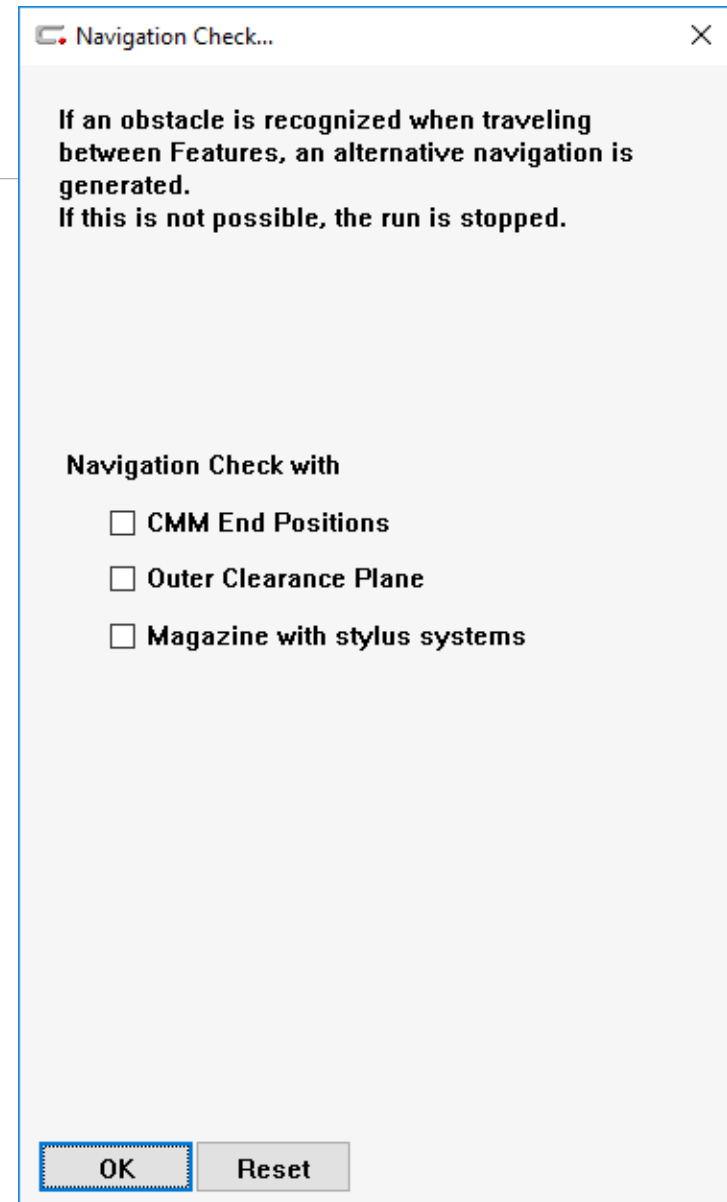 Navigation Check...
If an obstacle is recognized when traveling
between Features, an alternative navigation is
generated.
If this is not possible, the run is stopped.
Navigation Check with
CMM End Positions
Outer Clearance Plane
Magazine with stylus systems
OK Reset